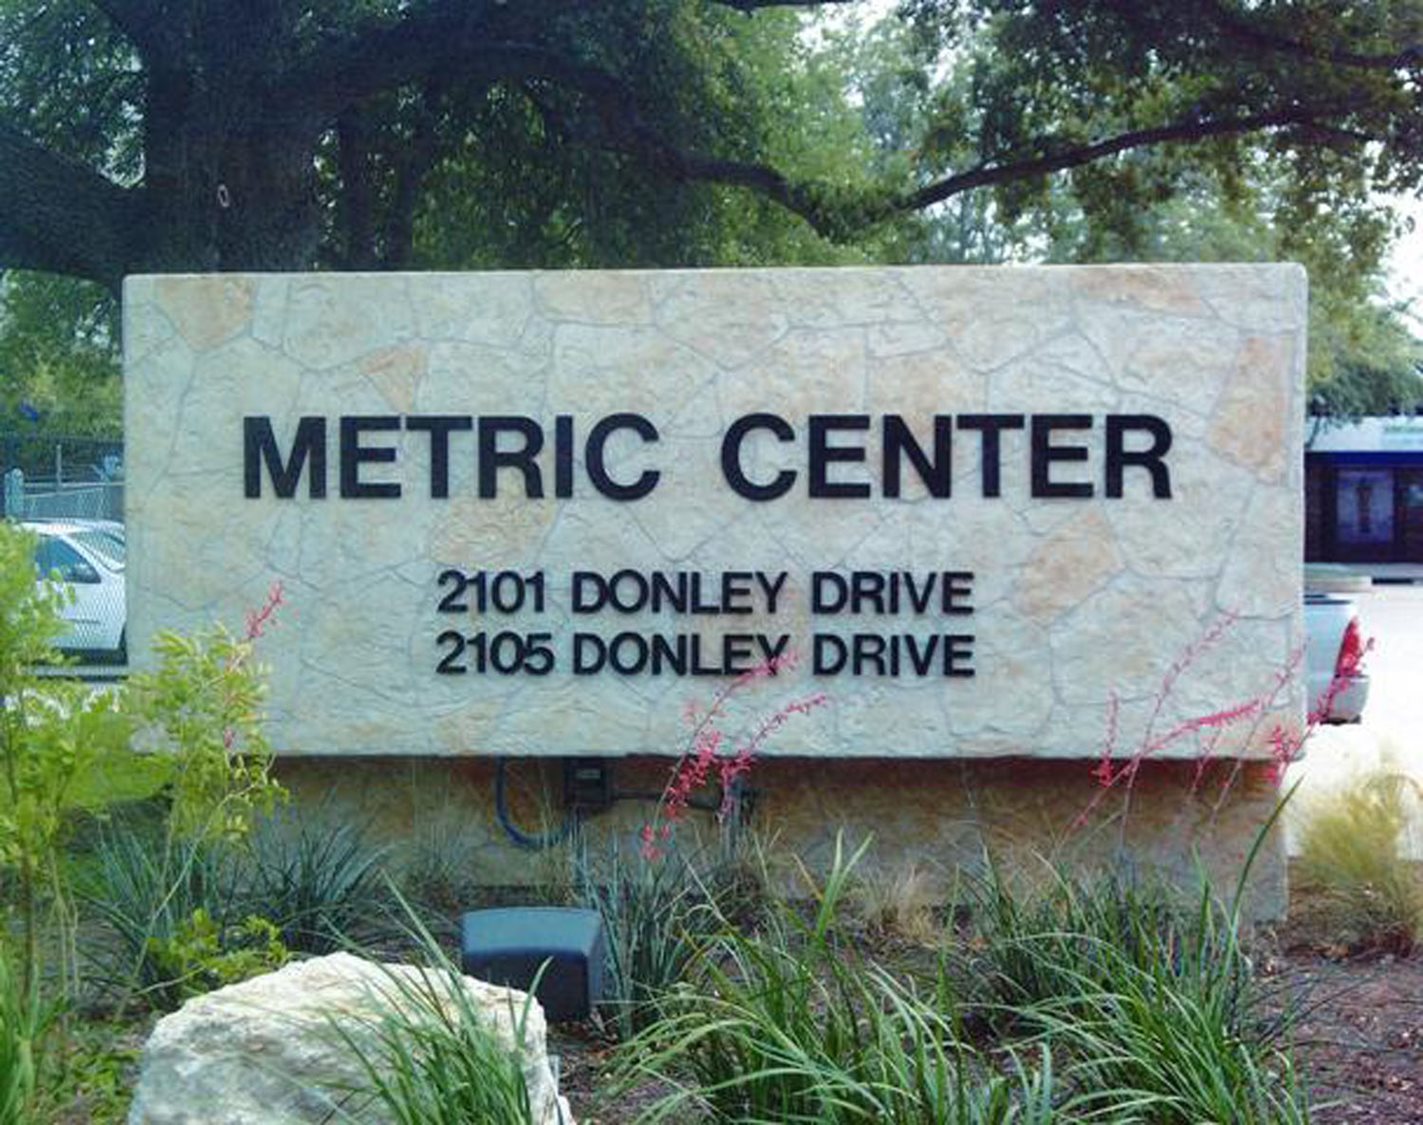 METRIC CENTER
2101 DONLEY DRIVE
2105 DONLEY DRIVE